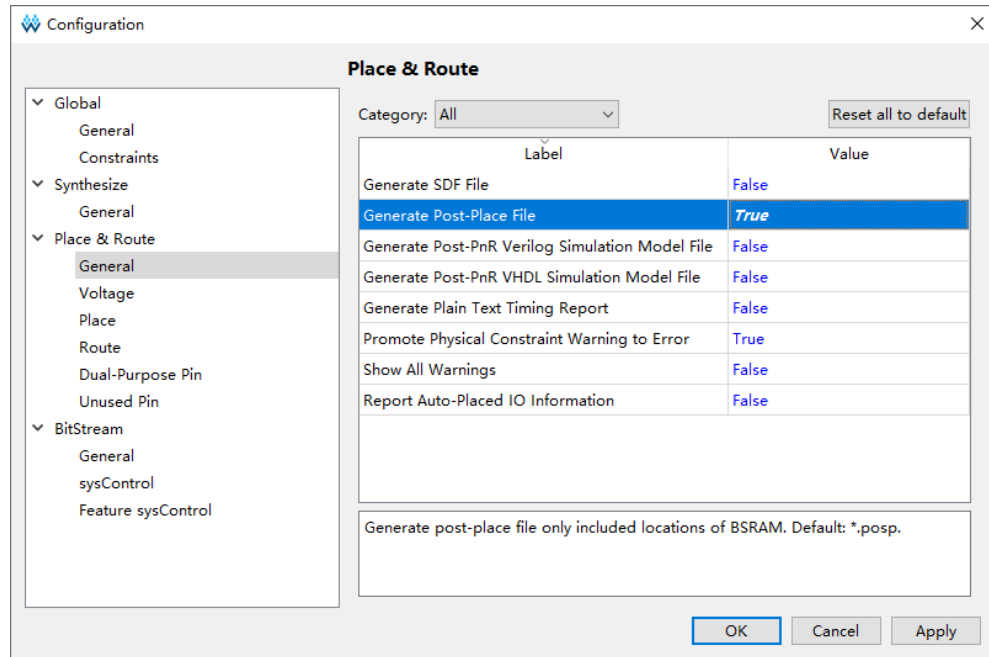 Configuration
Place & Route
Global
General
Constraints
Synthesize
General
Place & Route
General
Voltage
Place
Route
Dual-Purpose Pin
Unused Pin
BitStream
General
sysControl
Feature sysControl
Category: All Reset all to default
Label Value
Generate SDF File False
Generate Post-Place File True
Generate Post-PnR Verilog Simulation Model File False
Generate Post-PnR VHDL Simulation Model File False
Generate Plain Text Timing Report False
Promote Physical Constraint Warning to Error True
Show All Warnings False
Report Auto-Placed IO Information False
Generate post-place file only included locations of BSRAM. Default: *.posp.
OK Cancel Apply